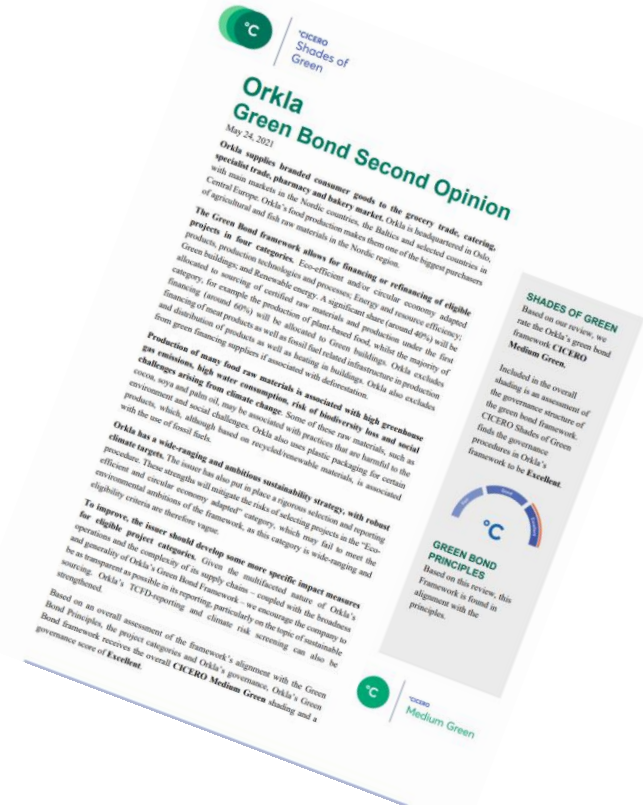 °C
°CICERO
Shades of
Green
Orkla
Green Bond Second Opinion
May 24, 2021
Orkla supplies branded consumer goods to the grocery trade, catering,
specialist trade, pharmacy and bakery market. Orkla is headquartered in Oslo,
with main markets in the Nordic countries, the Baltics and selected countries in
Central Europe. Orkla's food production makes them one of the biggest purchasers
of agricultural and fish raw materials in the Nordic region.
The Green Bond framework allows for financing or refinancing of eligible
projects in four categories. Eco-efficient and/or circular economy adapted
products, production technologies and processes; Energy and resource efficiency;
Green buildings; and Renewable energy. A significant share (around 40%) will be
allocated to sourcing of certified raw materials and production under the first
category, for example the production of plant-based food, whilst the majority of
financing (around 60%) will be allocated to Green buildings. Orkla excludes
financing of meat products as well as fossil fuel related infrastructure in production
and distribution of products as well as heating in buildings. Orkla also excludes
from green financing suppliers if associated with deforestation.
Production of many food raw materials is associated with high greenhouse
gas emissions, high water consumption, risk of biodiversity loss and social
challenges arising from climate change. Some of these raw materials, such as
cocoa, soya and palm oil, may be associated with practices that are harmful to the
environment and social challenges. Orkla also uses plastic packaging for certain
products, which, although based on recycled/renewable materials, is associated
with the use of fossil fuels.
Orkla has a wide-ranging and ambitious sustainability strategy, with robust
climate targets. The issuer has also put in place a rigorous selection and reporting
procedure. These strengths will mitigate the risks of selecting projects in the "Eco-
efficient and circular economy adapted" category, which may fail to meet the
environmental ambitions of the framework, as this category is wide-ranging and
eligibility criteria are therefore vague.
To improve, the issuer should develop some more specific impact measures
for eligible project categories. Given the multifaceted nature of Orkla's
operations and the complexity of its supply chains – coupled with the broadness
and generality of Orkla's Green Bond Framework – we encourage the company to
be as transparent as possible in its reporting, particularly on the topic of sustainable
sourcing. Orkla's TCFD-reporting and climate risk screening can also be
strengthened.
Based on an overall assessment of the framework's alignment with the Green
Bond Principles, the project categories and Orkla's governance, Orkla's Green
Bond framework receives the overall CICERO Medium Green shading and a
governance score of Excellent.
SHADES OF GREEN
Based on our review, we
rate the Orkla's green bond
framework CICERO
Medium Green.
Included in the overall
shading is an assessment of
the governance structure of
the green bond framework.
CICERO Shades of Green
finds the governance
procedures in Orkla's
framework to be Excellent.
°C
GREEN BOND
PRINCIPLES
Based on this review, this
Framework is found in
alignment with the
principles.
°C
°CICERO
Medium Green